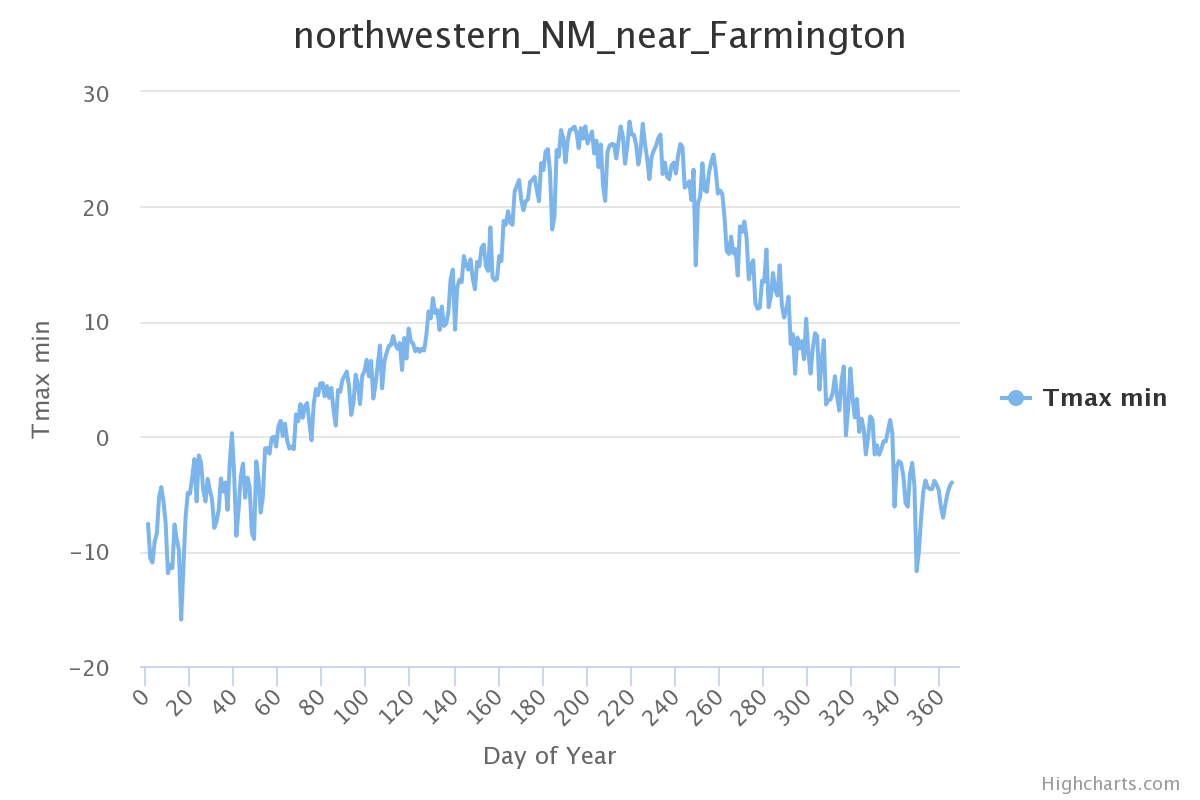 northwestern_NM_near_Farmington
30
20
10
0
−10
−20
Tmax min
0 20 40 60 80 100 120 140 160 180 200 220 240 260 280 300 320 340 360
Day of Year
Tmax min
Highcharts.com